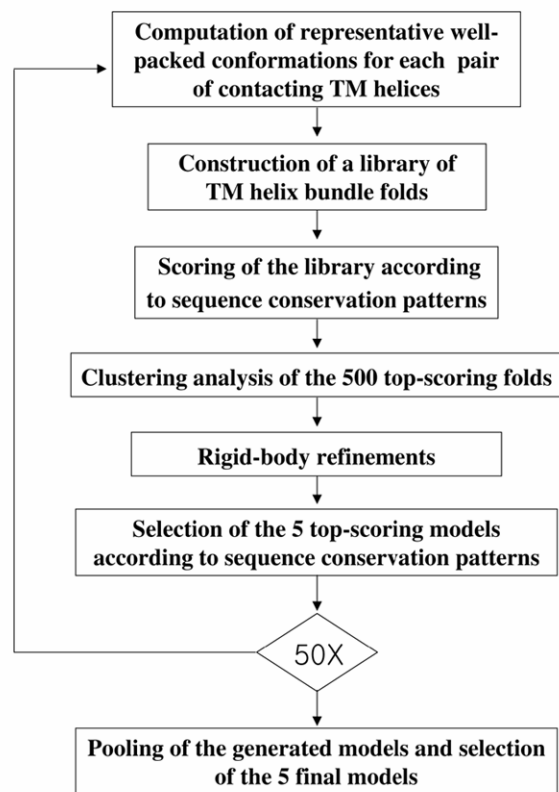 Computation of representative well-
packed conformations for each pair
of contacting TM helices
Construction of a library of
TM helix bundle folds
Scoring of the library according
to sequence conservation patterns
Clustering analysis of the 500 top-scoring folds
Rigid-body refinements
Selection of the 5 top-scoring models
according to sequence conservation patterns
50X
Pooling of the generated models and selection
of the 5 final models